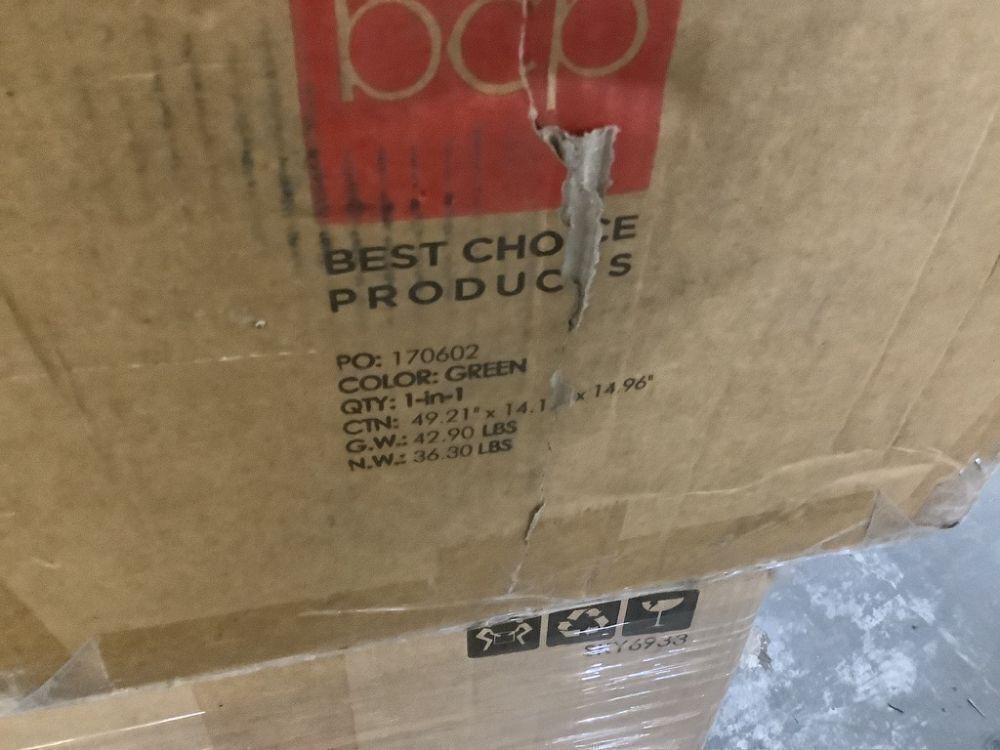 bcp
BEST CHO CE
PRODUC S
PO: 170602
COLOR: GREEN
QTY: 1-in-1
CTN: 49.21" x 14.1 x 14.96"
G.W.: 42.90 LBS
N.W.: 36.30 LBS